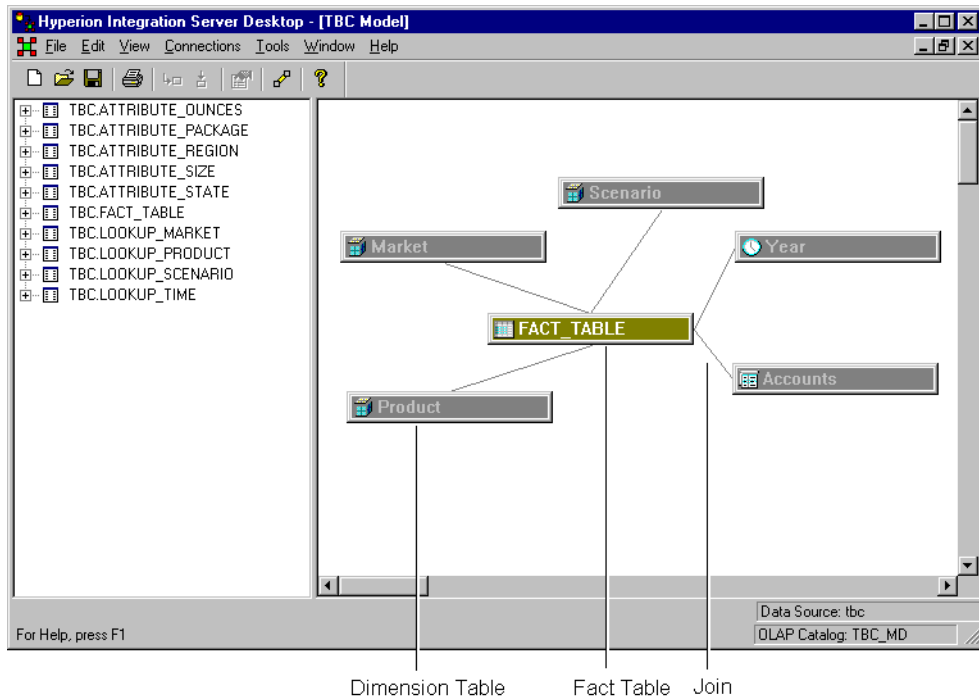 Hyperion Integration Server Desktop - [TBC Model]
File Edit View Connections Tools Window Help
TBC.ATTRIBUTE_OUNCES
TBC.ATTRIBUTE_PACKAGE
TBC.ATTRIBUTE_REGION
TBC.ATTRIBUTE_SIZE
TBC.ATTRIBUTE_STATE
TBC.FACT_TABLE
TBC.LOOKUP_MARKET
TBC.LOOKUP_PRODUCT
TBC.LOOKUP_SCENARIO
TBC.LOOKUP_TIME
Scenario
Market
Year
FACT_TABLE
Accounts
Product
Data Source: tbc
For Help, press F1
OLAP Catalog: TBC_MD
Dimension Table
Fact Table
Join